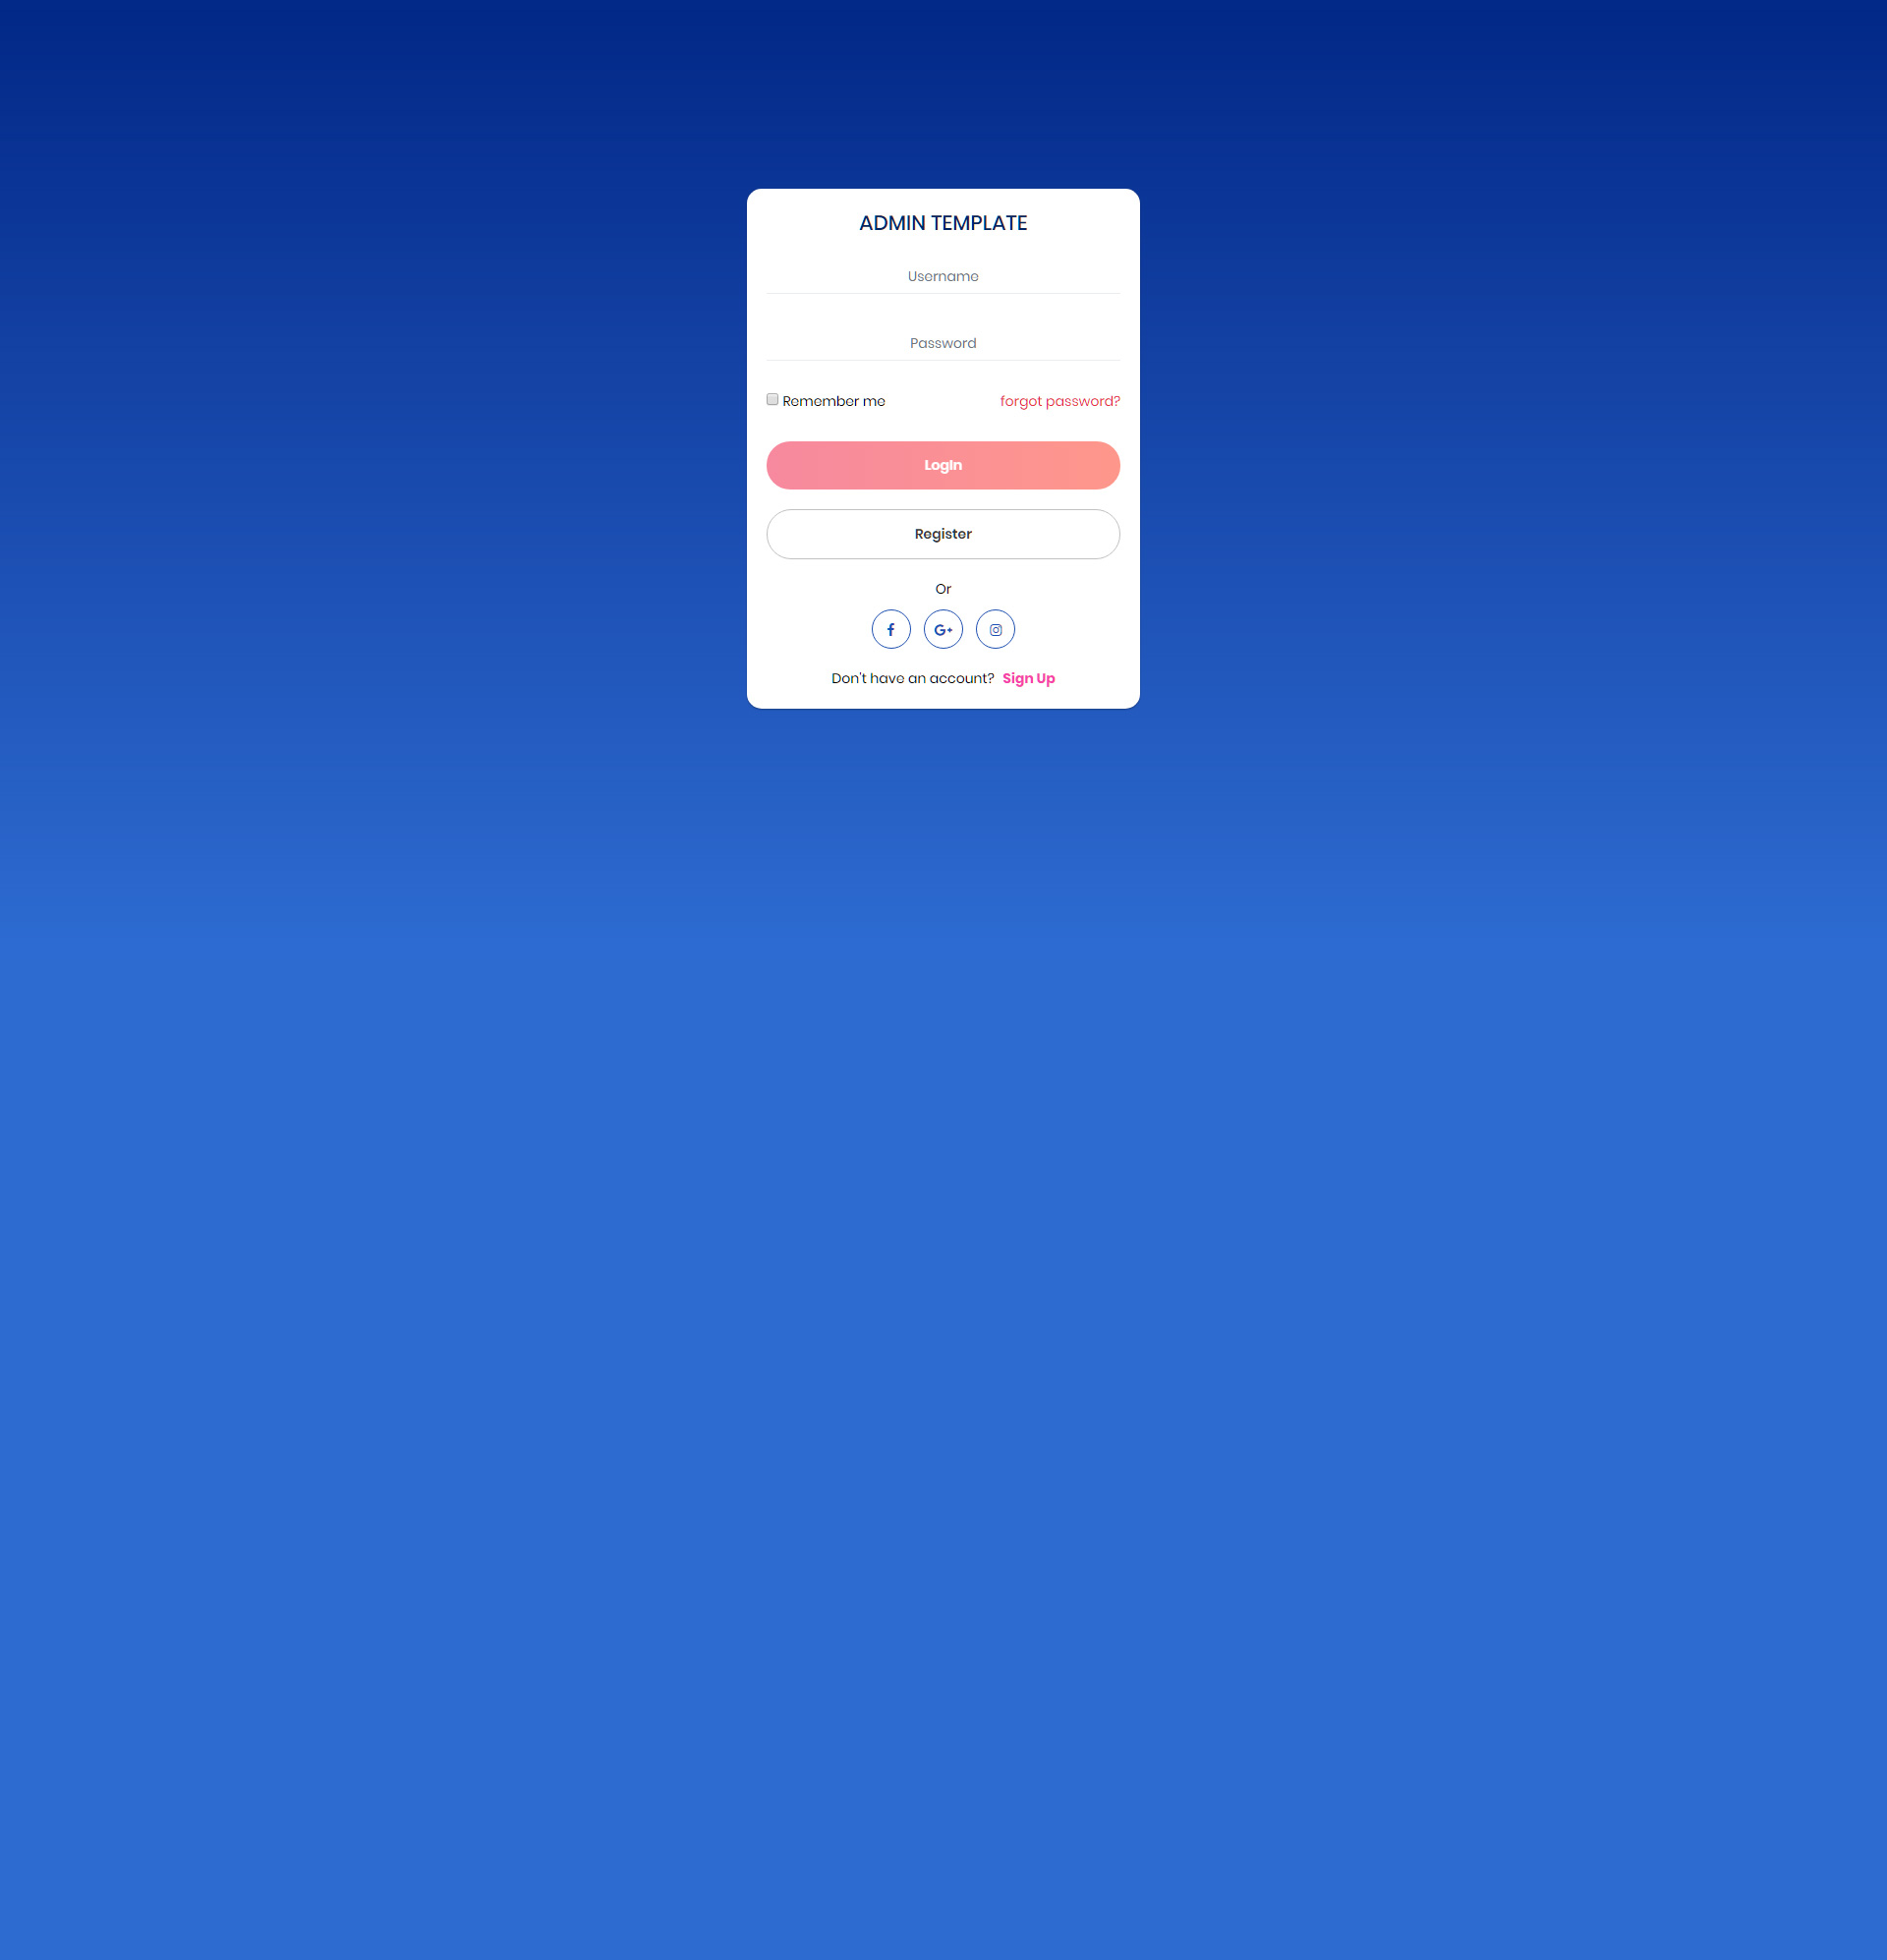 ADMIN TEMPLATE
Username
Password
Remember me forgot password?
LogIn
Register
Or
Don't have an account? Sign Up